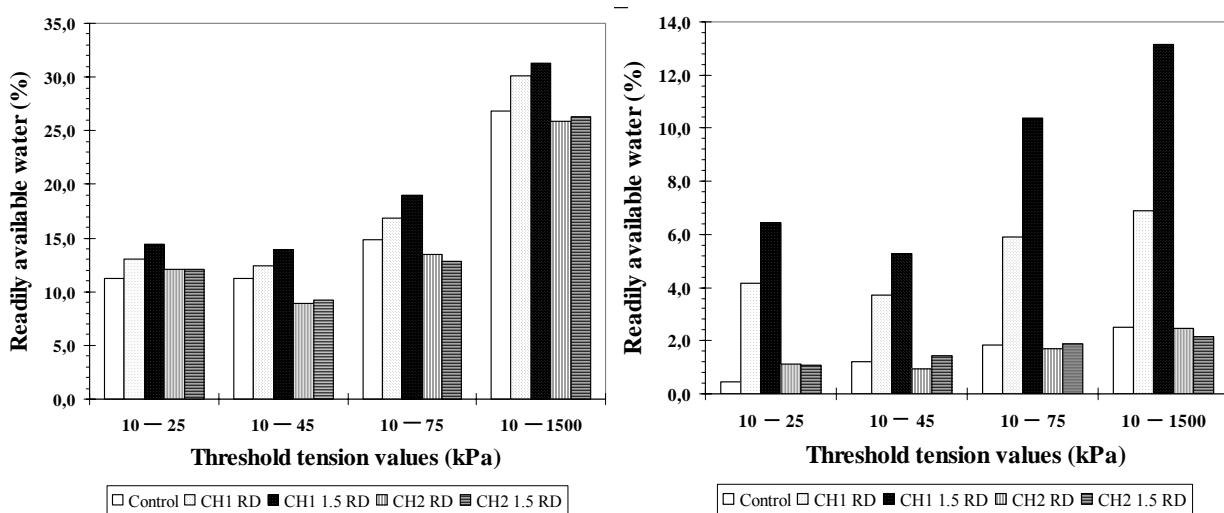 Readily available water (%)
35,0
30,0
25,0
20,0
15,0
10,0
5,0
0,0
10 — 25
10 — 45
10 — 75
10 — 1500
Threshold tension values (kPa)
Control
CH1 RD
CH1 1.5 RD
CH2 RD
CH2 1.5 RD
Readily available water (%)
14,0
12,0
10,0
8,0
6,0
4,0
2,0
0,0
10 — 25
10 — 45
10 — 75
10 — 1500
Threshold tension values (kPa)
Control
CH1 RD
CH1 1.5 RD
CH2 RD
CH2 1.5 RD